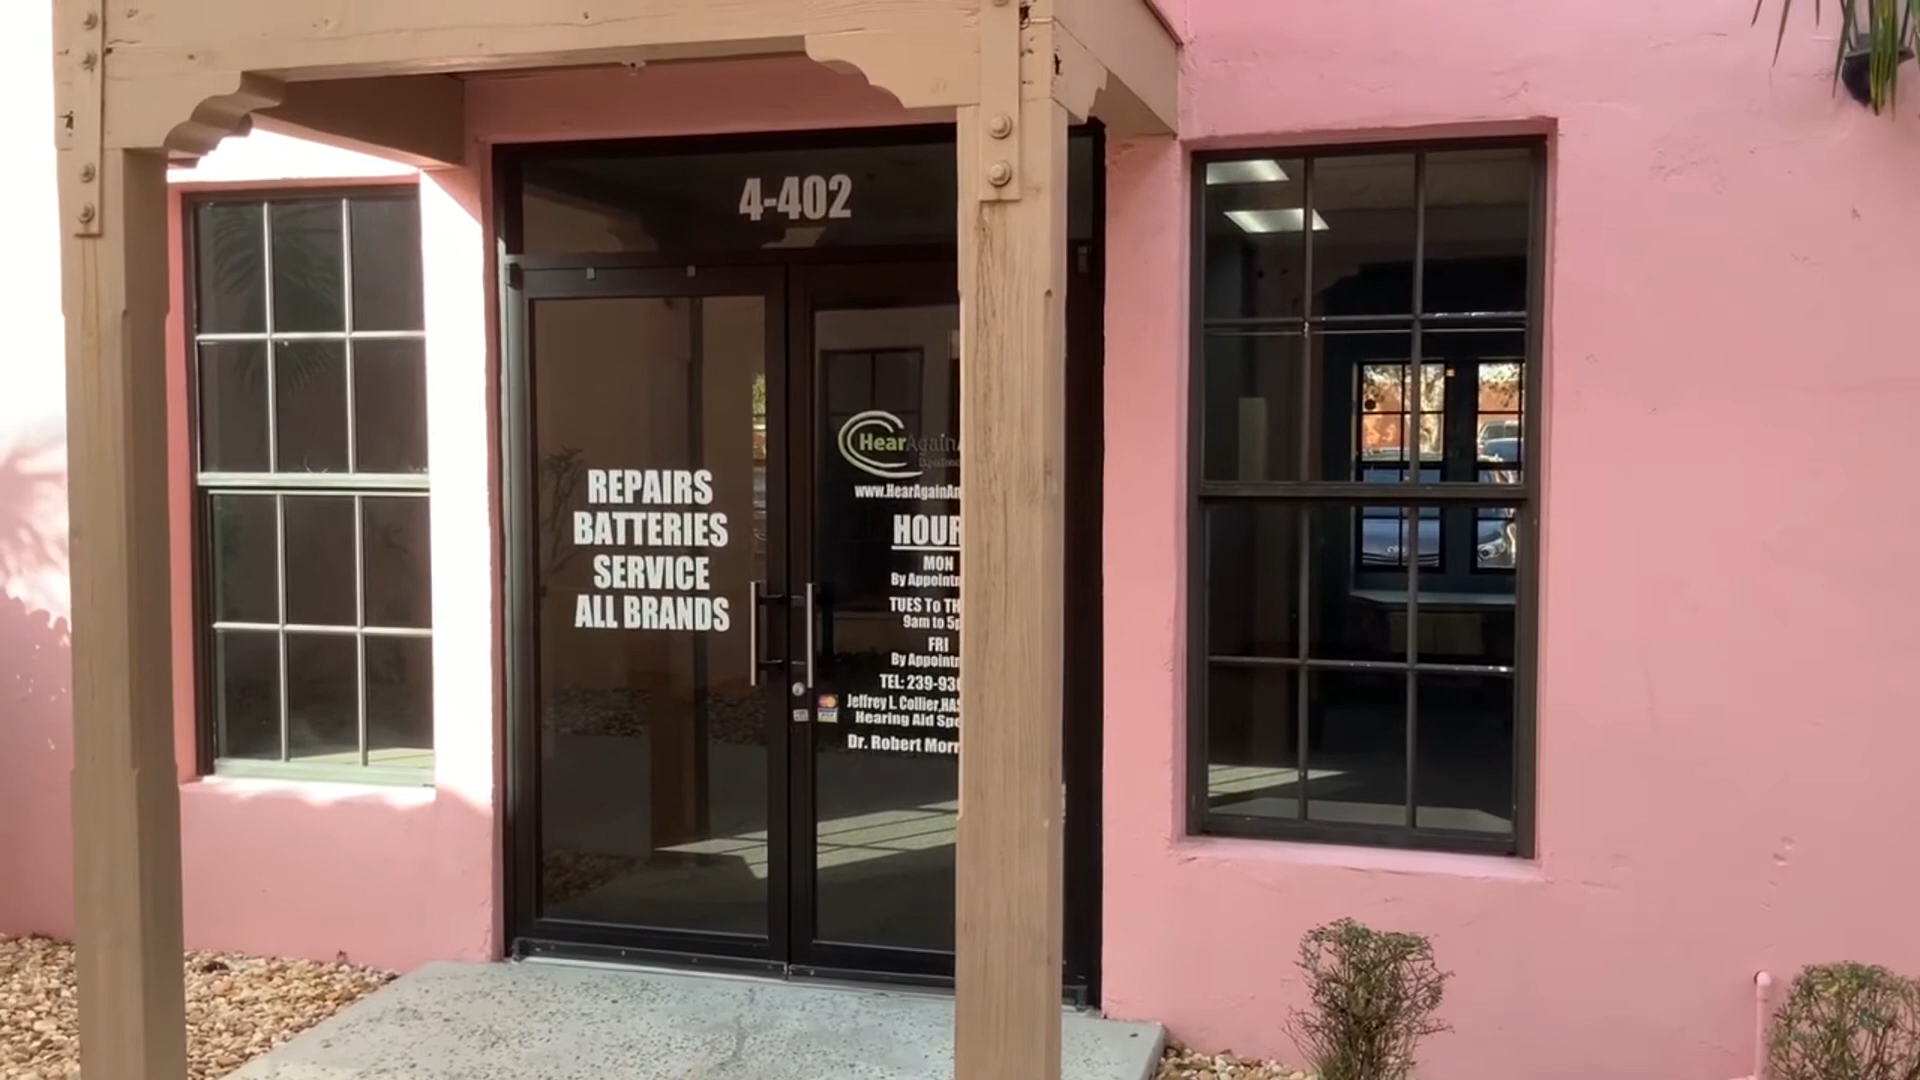 4-402
REPAIRS
BATTERIES
SERVICE
ALL BRANDS
HearAgain
www.HearAgainAn
HOUR
MON
By Appointm
TUES To TH
9am to 5p
FRI
By Appointm
TEL: 239-93
Jeffrey L. Collier,HAS
Hearing Aid Spe
Dr. Robert Morr